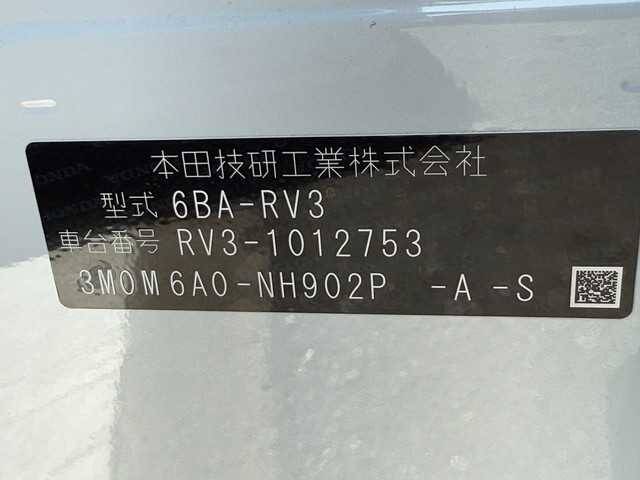 本田技研工業株式会社
型式 6BA-RV3
車台番号 RV3-1012753
3M0M6A0-NH902P -A -S